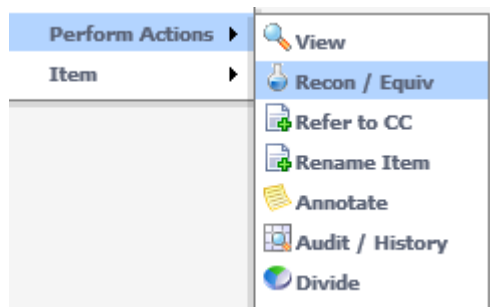 Perform Actions
Item
View
Recon / Equiv
Refer to CC
Rename Item
Annotate
Audit / History
Divide